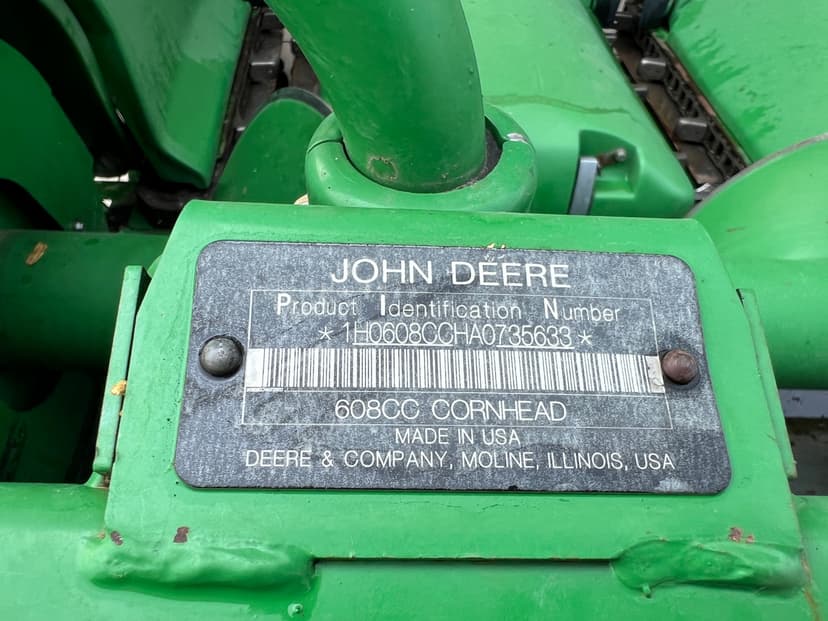 JOHN DEERE
Product Identification Number
*1H0608CCHA0735633*
608CC CORNHEAD
MADE IN USA
DEERE & COMPANY, MOLINE, ILLINOIS, USA